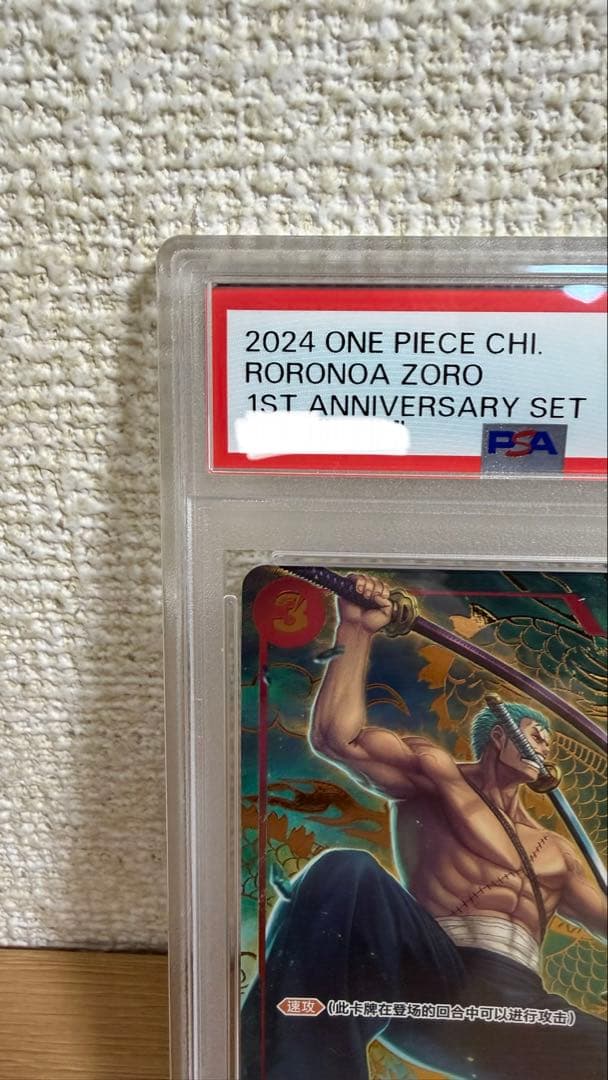 2024 ONE PIECE CHI.
RORONOA ZORO
1ST ANNIVERSARY SET
PSA
3
速攻 (此卡牌在登场的回合中可以进行攻击)